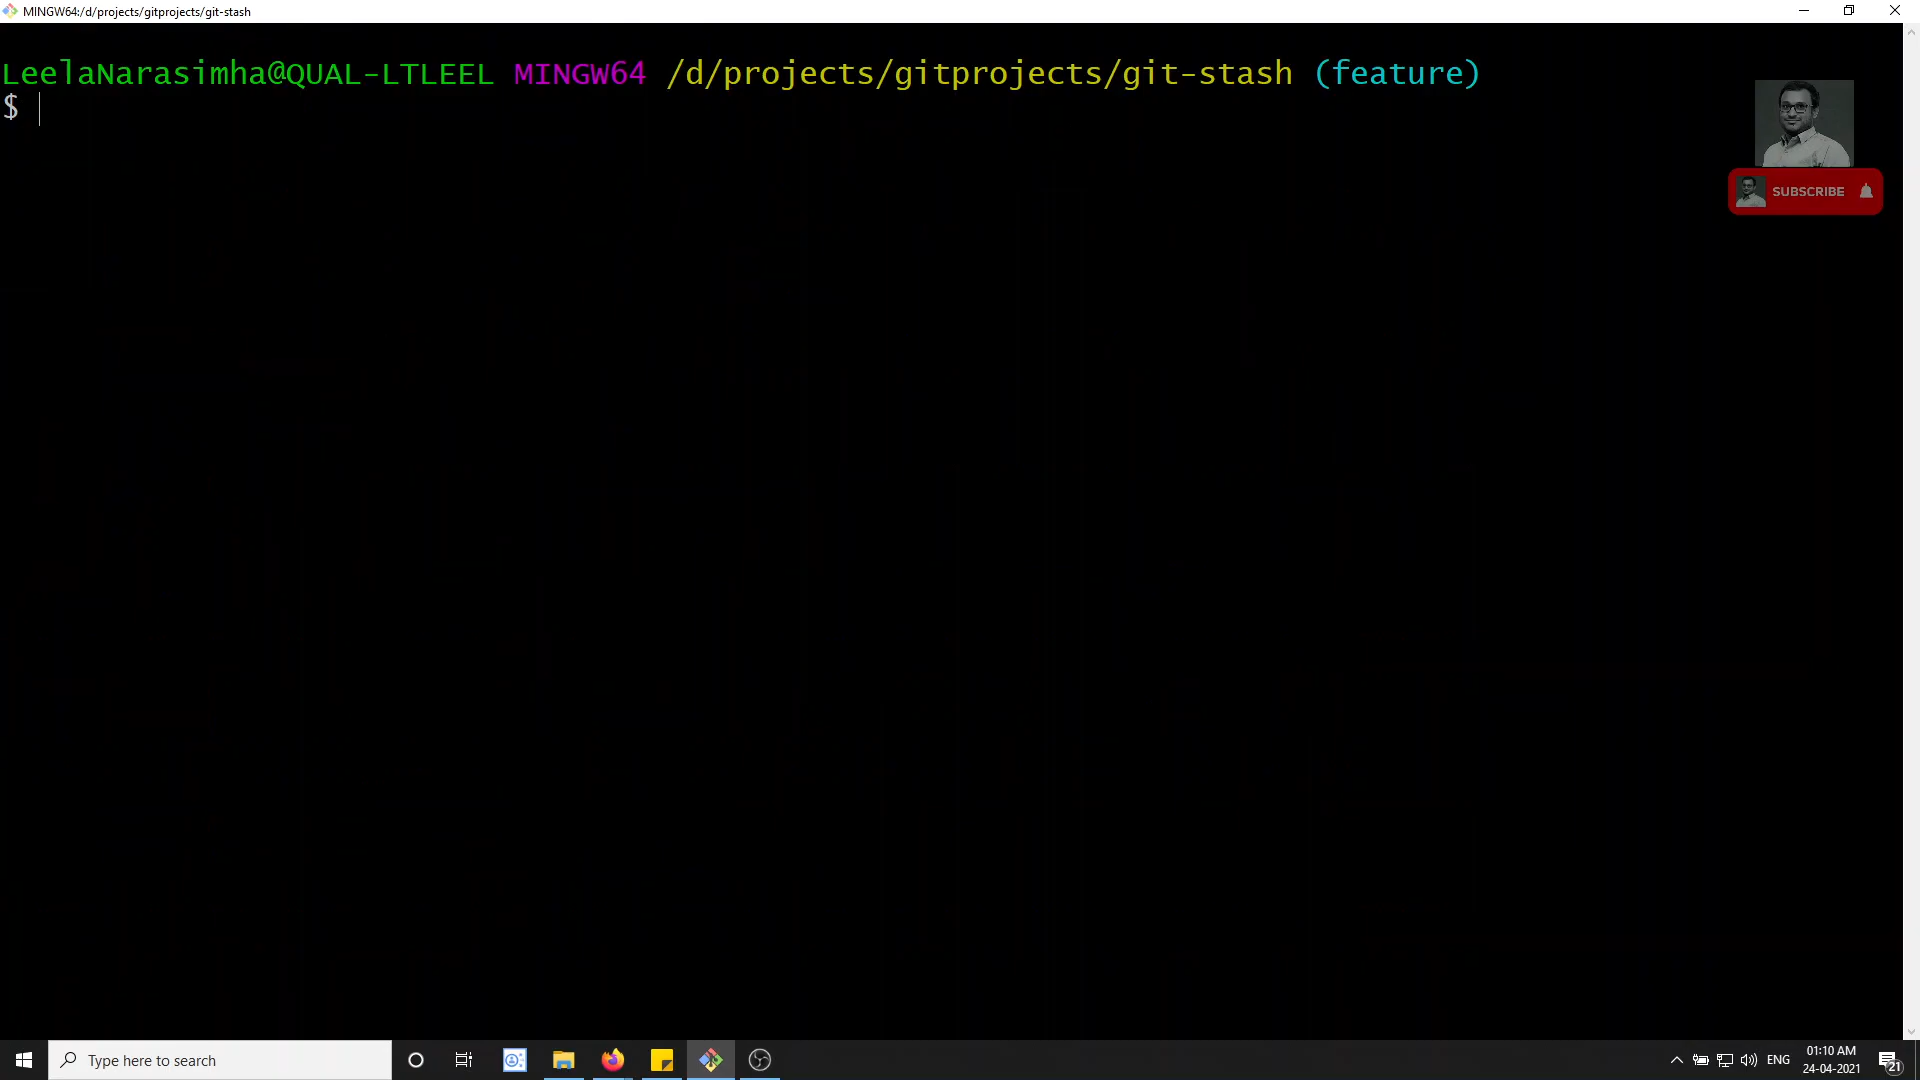 MINGW64:/d/projects/gitprojects/git-stash
LeelaNarasimha@QUAL-LTLEEL MINGW64 /d/projects/gitprojects/git-stash (feature)
$
SUBSCRIBE
Type here to search
ENG
01:10 AM
24-04-2021
21